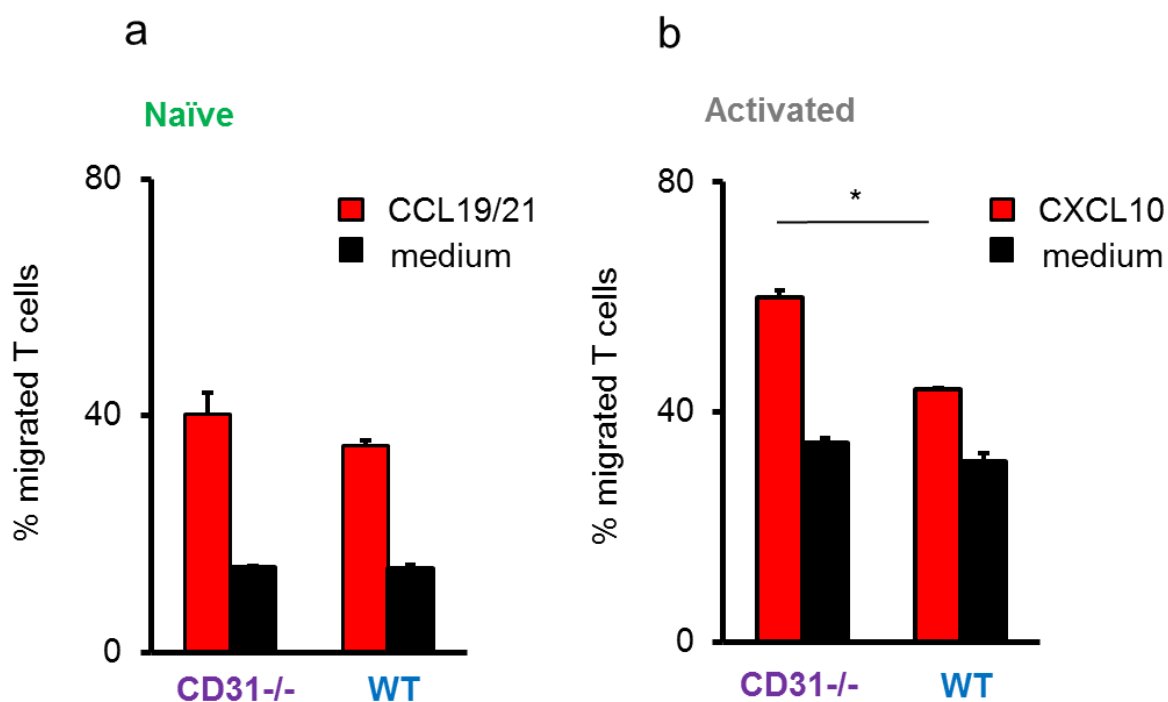 a
Naïve
80
40
0
% migrated T cells
CCL19/21
medium
CD31-/-
WT
b
Activated
80
40
0
% migrated T cells
*
CXCL10
medium
CD31-/-
WT